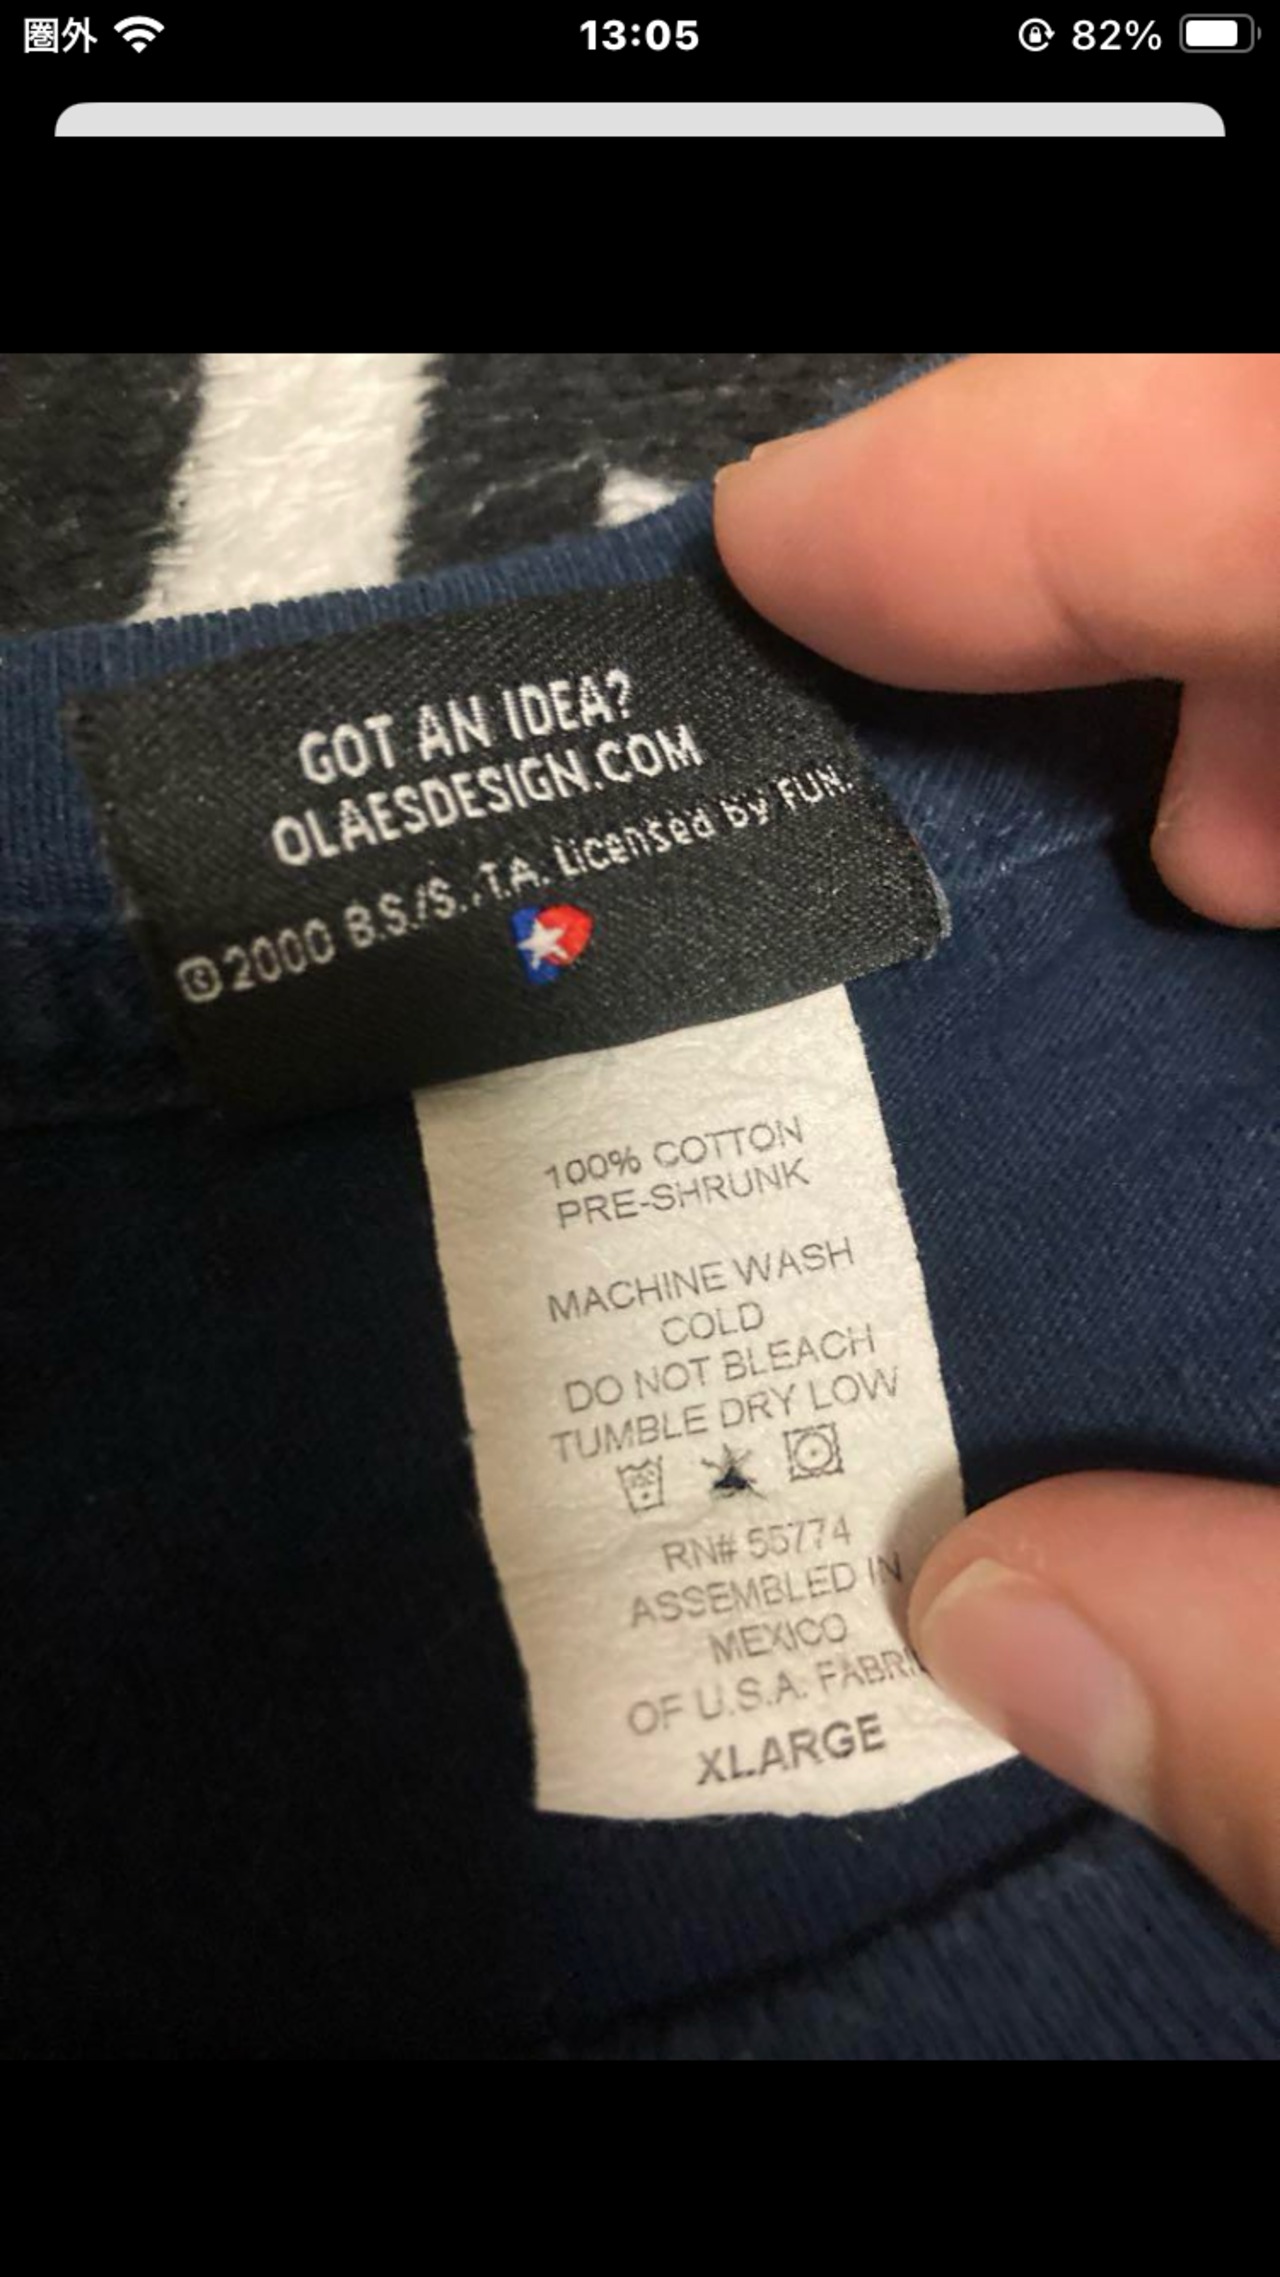 圏外
13:05
82%
GOT AN IDEA?
OLAESDESIGN.COM
©2000 B.S./S.,T.A. Licensed by FUN.
100% COTTON
PRE-SHRUNK
MACHINE WASH
COLD
DO NOT BLEACH
TUMBLE DRY LOW
RN# 55774
ASSEMBLED IN
MEXICO
OF U.S.A.
XLARGE